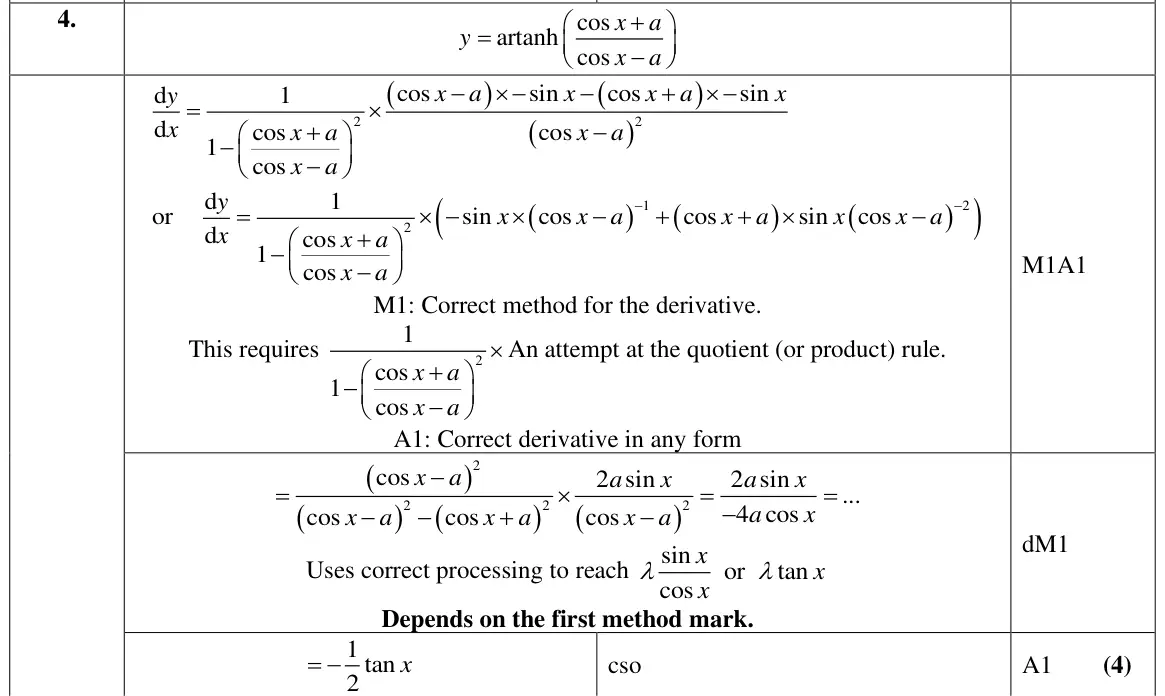 4.
y = artanh((cos x + a)/(cos x − a))
dy/dx = 1/(1 − ((cos x + a)/(cos x − a))²) × ((cos x − a) × −sin x − (cos x + a) × −sin x)/(cos x − a)²
or dy/dx = 1/(1 − ((cos x + a)/(cos x − a))²) × (−sin x × (cos x − a)⁻¹ + (cos x + a) × sin x (cos x − a)⁻²)
M1: Correct method for the derivative.
This requires 1/(1 − ((cos x + a)/(cos x − a))²) × An attempt at the quotient (or product) rule.
A1: Correct derivative in any form
M1A1
= (cos x − a)²/((cos x − a)² − (cos x + a)²) × (2a sin x)/(cos x − a)² = (2a sin x)/(−4a cos x) = ...
Uses correct processing to reach λ (sin x)/(cos x) or λ tan x
Depends on the first method mark.
dM1
= −1/2 tan x
cso
A1 (4)